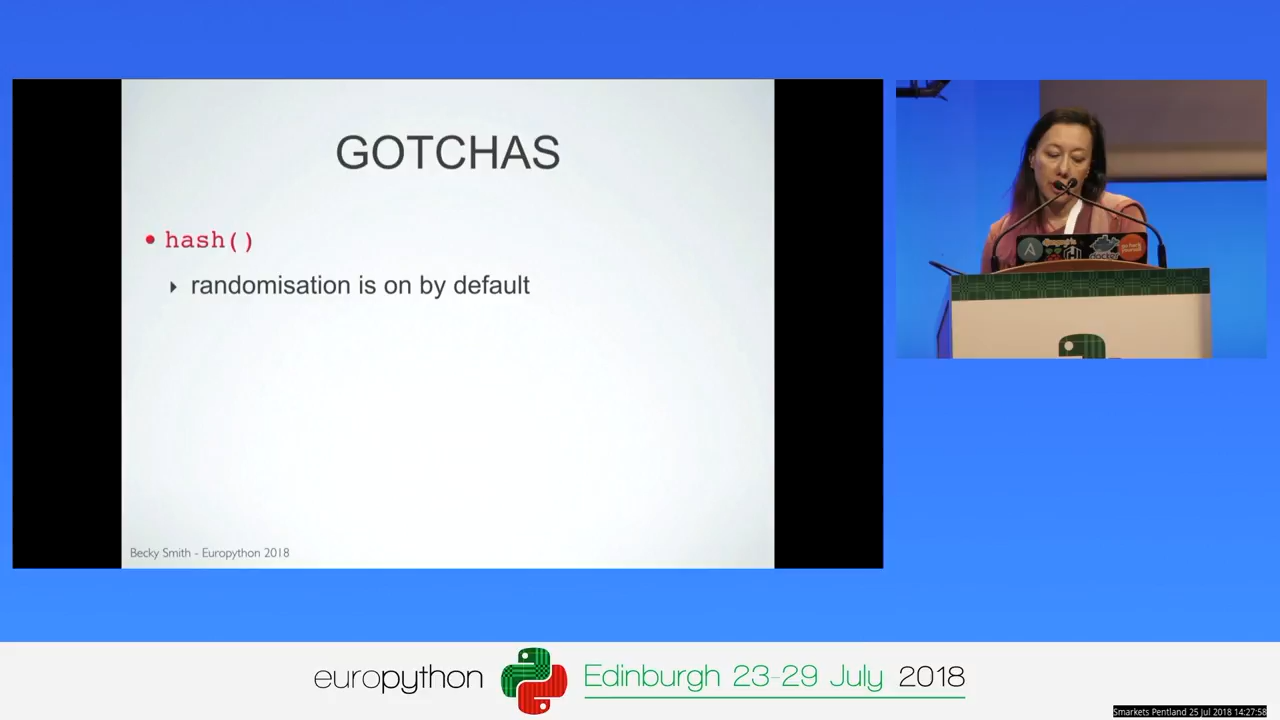 GOTCHAS
• hash()
‣ randomisation is on by default
Becky Smith - Europython 2018
europython
Edinburgh 23-29 July 2018
Smarkets Pentland 25 Jul 2018 14:27:58